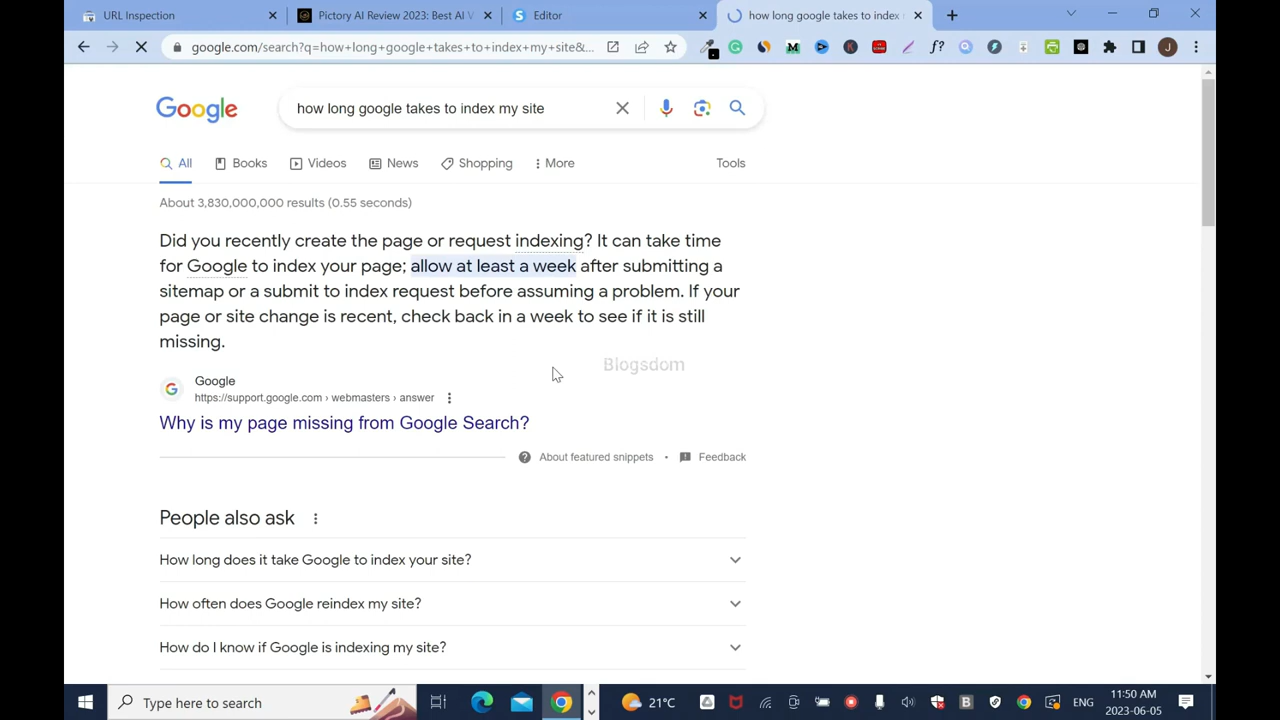 URL Inspection
Pictory AI Review 2023: Best AI V
Editor
how long google takes to index
google.com/search?q=how+long+google+takes+to+index+my+site&...
Google
how long google takes to index my site
All
Books
Videos
News
Shopping
More
Tools
About 3,830,000,000 results (0.55 seconds)
Did you recently create the page or request indexing? It can take time
for Google to index your page; allow at least a week after submitting a
sitemap or a submit to index request before assuming a problem. If your
page or site change is recent, check back in a week to see if it is still
missing.
Blogsdom
Google
https://support.google.com › webmasters › answer
Why is my page missing from Google Search?
About featured snippets
Feedback
People also ask
How long does it take Google to index your site?
How often does Google reindex my site?
How do I know if Google is indexing my site?
Type here to search
21°C
ENG
11:50 AM
2023-06-05